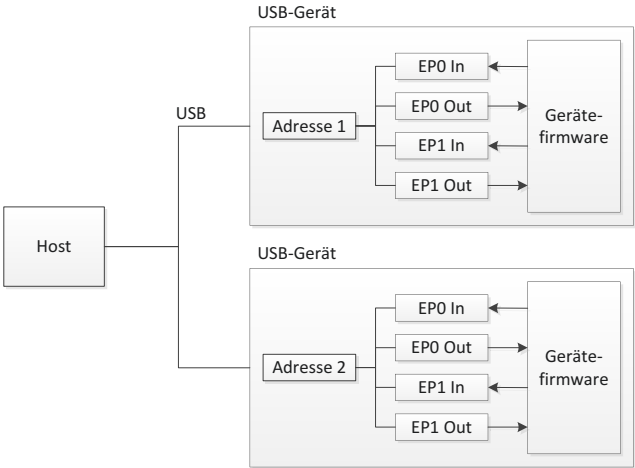 USB-Gerät
EP0 In
EP0 Out
EP1 In
EP1 Out
Adresse 1
Geräte-
firmware
USB
Host
USB-Gerät
EP0 In
EP0 Out
EP1 In
EP1 Out
Adresse 2
Geräte-
firmware